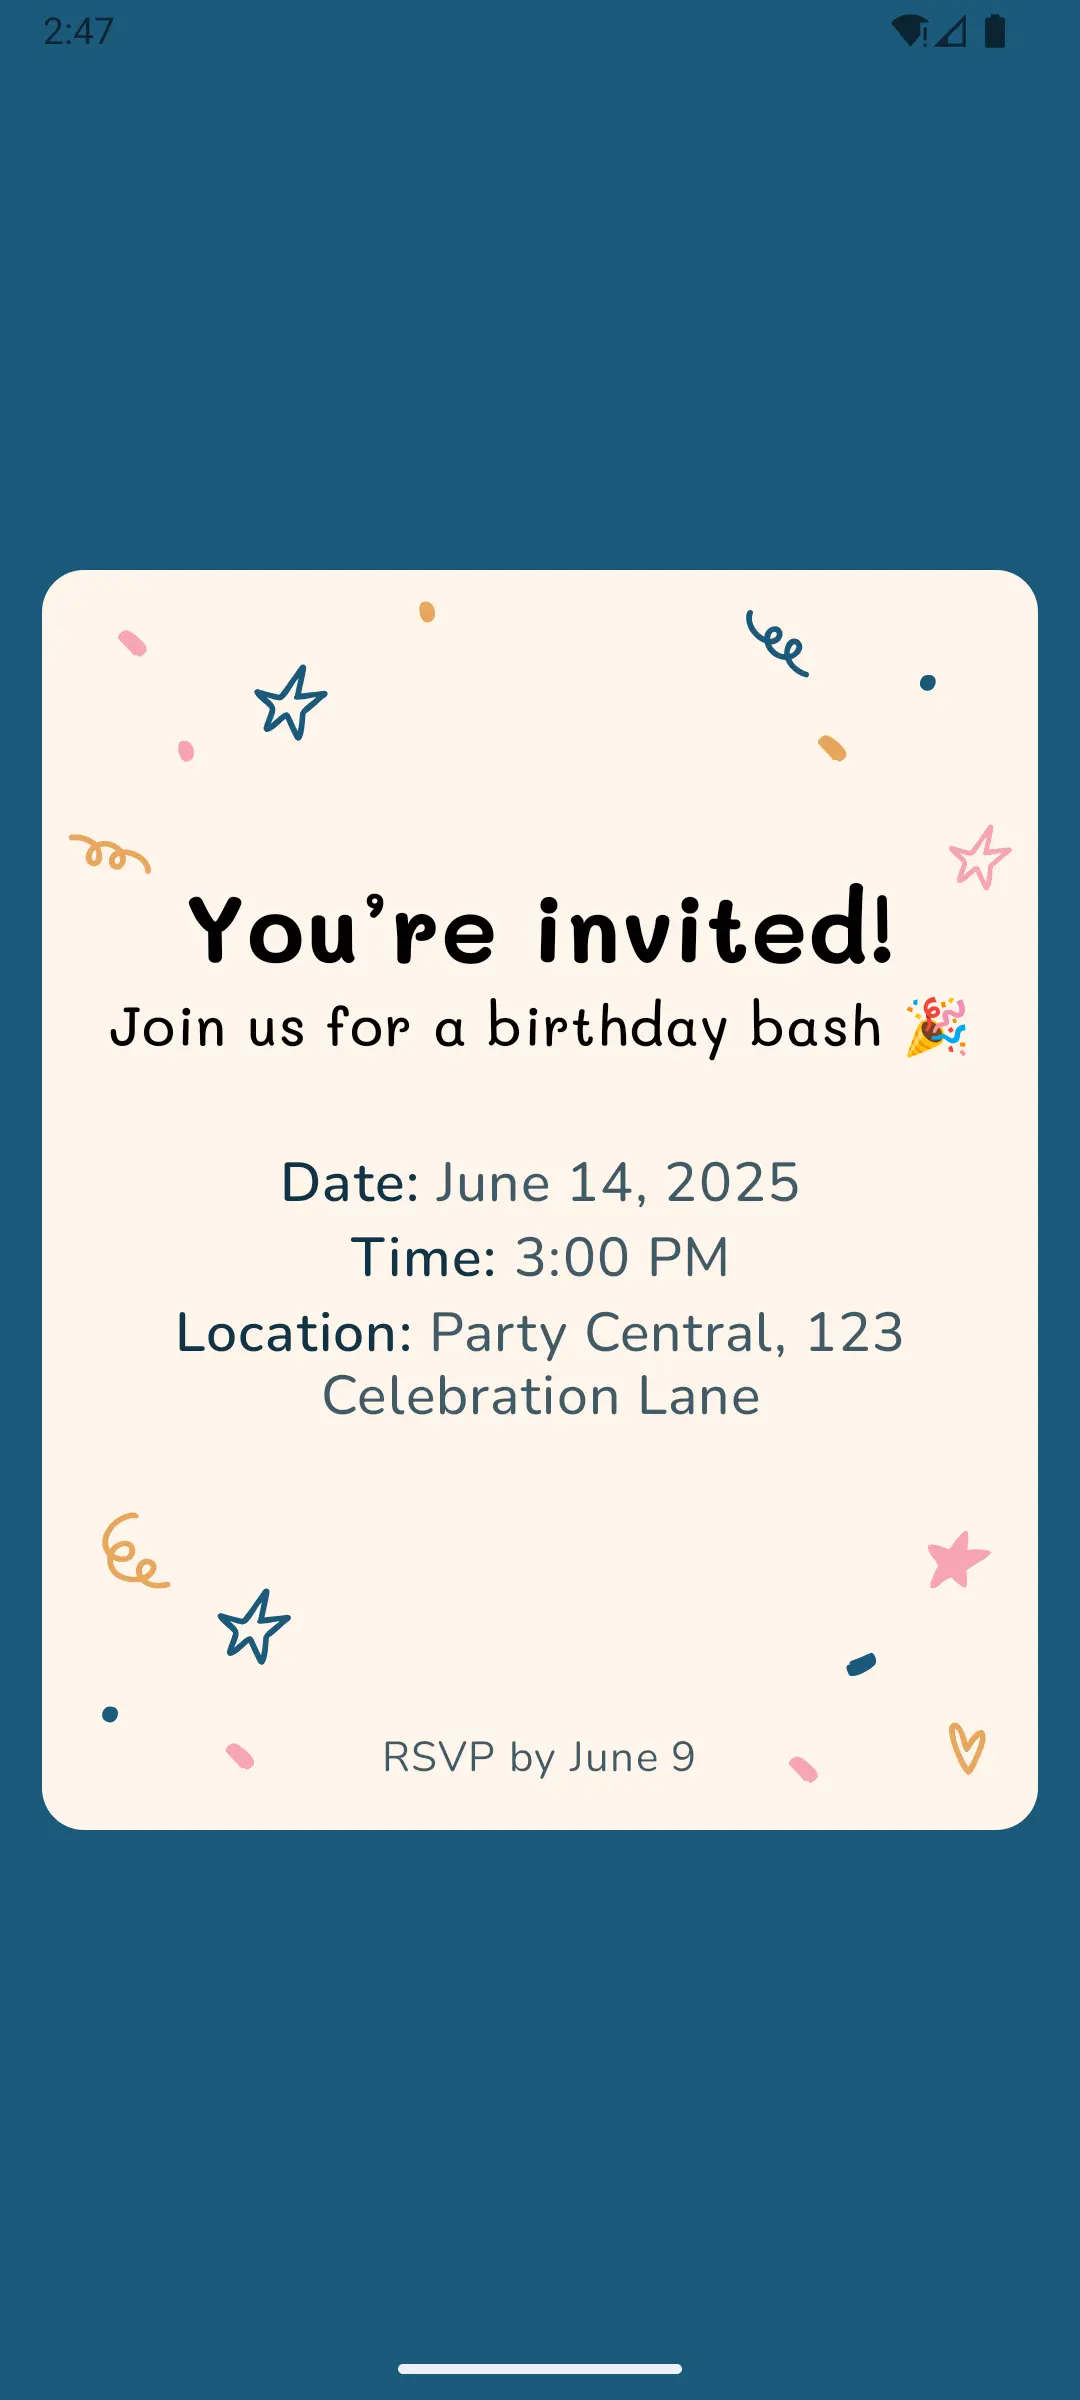 2:47
You’re invited!
Join us for a birthday bash 🎉
Date: June 14, 2025
Time: 3:00 PM
Location: Party Central, 123
Celebration Lane
RSVP by June 9